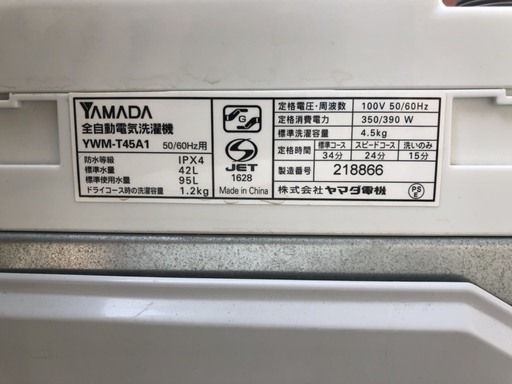 YAMADA
全自動電気洗濯機
YWM-T45A1 50/60Hz用
防水等級 IPX4
標準水量 42L
標準使用水量 95L
ドライコース時の洗濯容量 1.2kg
G
S
JET
1628
Made in China
定格電圧・周波数 100V 50/60Hz
定格消費電力 350/390 W
標準洗濯容量 4.5kg
標準コース スピードコース 洗いのみ
34分 24分 15分
製造番号 218866
株式会社 ヤマダ電機
PS
E